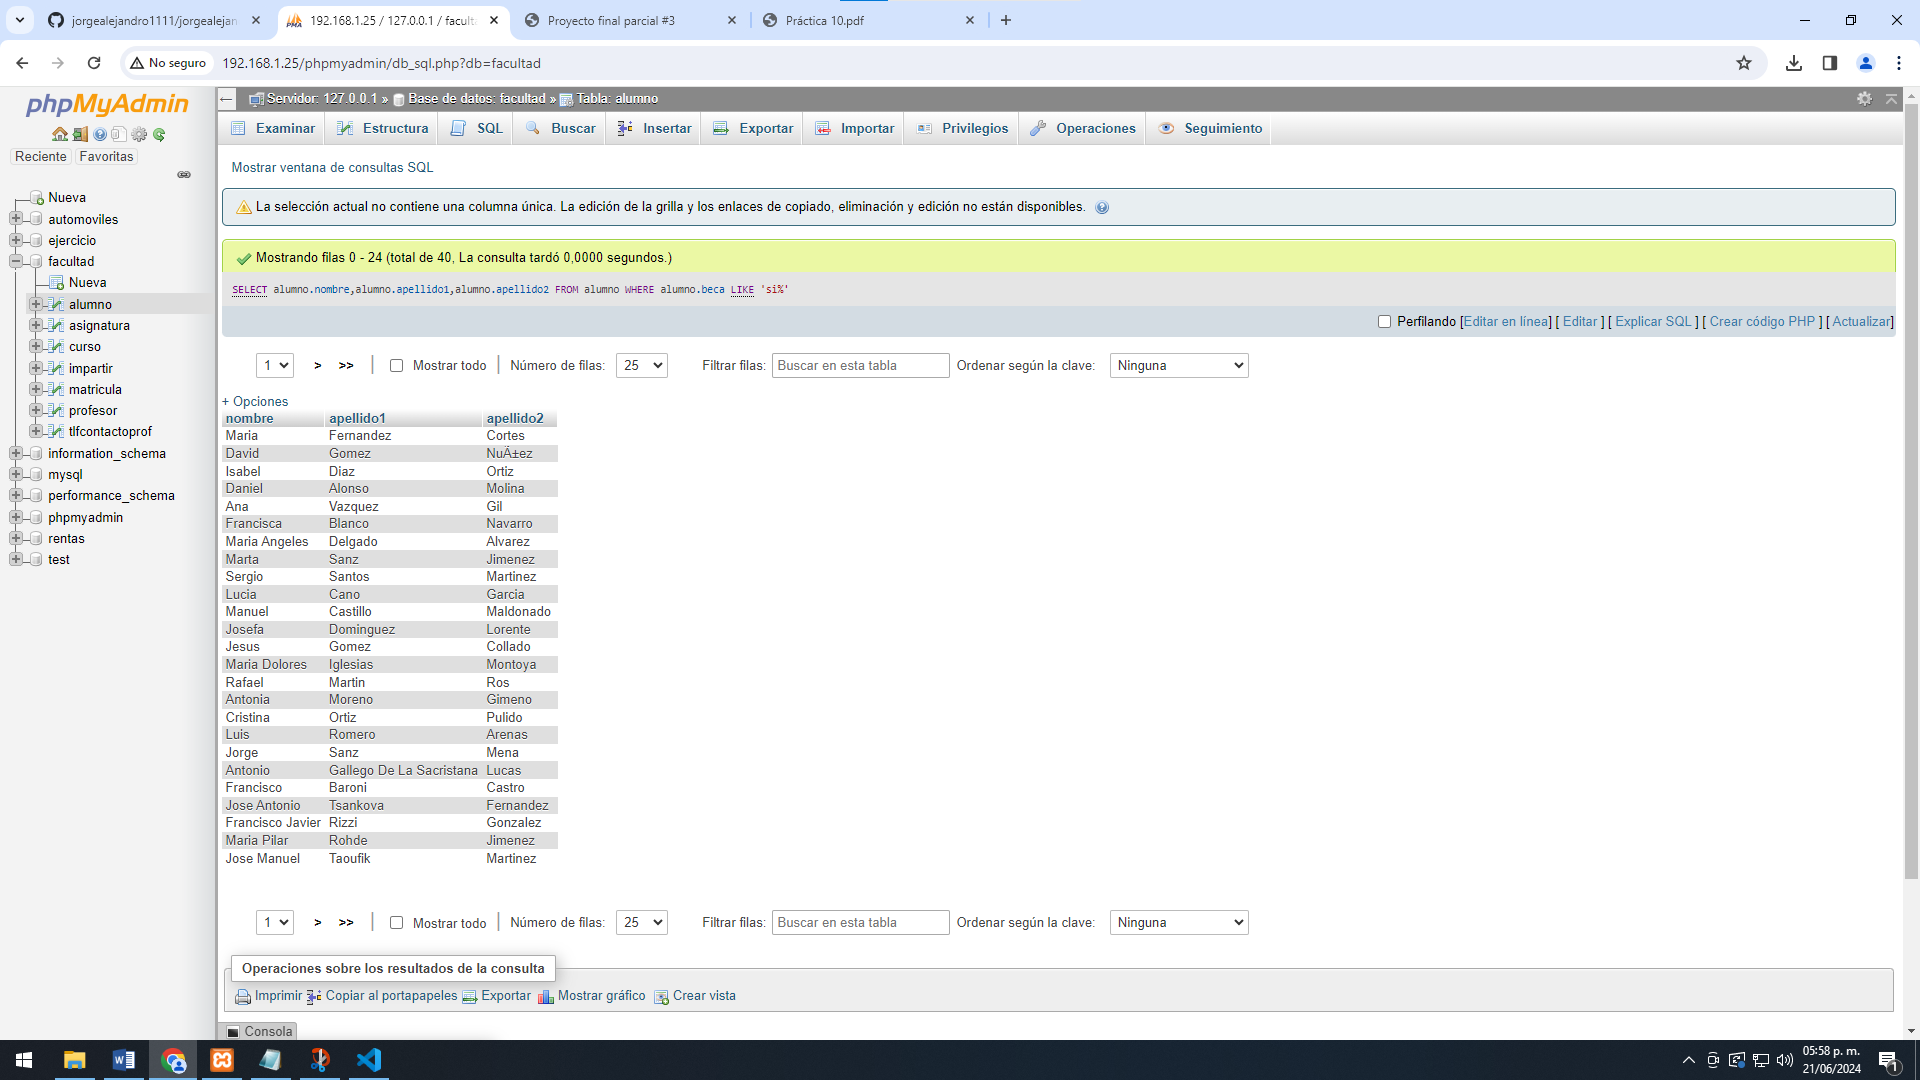 jorgealejandro1111/jorgealejan
192.168.1.25 / 127.0.0.1 / faculta
Proyecto final parcial #3
Práctica 10.pdf
No seguro
192.168.1.25/phpmyadmin/db_sql.php?db=facultad
phpMyAdmin
Reciente Favoritas
Nueva
automoviles
ejercicio
facultad
Nueva
alumno
asignatura
curso
impartir
matricula
profesor
tlfcontactoprof
information_schema
mysql
performance_schema
phpmyadmin
rentas
test
Servidor: 127.0.0.1 » Base de datos: facultad » Tabla: alumno
Examinar Estructura SQL Buscar Insertar Exportar Importar Privilegios Operaciones Seguimiento
Mostrar ventana de consultas SQL
La selección actual no contiene una columna única. La edición de la grilla y los enlaces de copiado, eliminación y edición no están disponibles.
Mostrando filas 0 - 24 (total de 40, La consulta tardó 0,0000 segundos.)
SELECT alumno.nombre,alumno.apellido1,alumno.apellido2 FROM alumno WHERE alumno.beca LIKE 'si%'
Perfilando [Editar en línea] [ Editar ] [ Explicar SQL ] [ Crear código PHP ] [ Actualizar]
1 > >> | Mostrar todo | Número de filas: 25 Filtrar filas: Buscar en esta tabla Ordenar según la clave: Ninguna
+ Opciones
nombre apellido1 apellido2
Maria Fernandez Cortes
David Gomez NuÄ±ez
Isabel Diaz Ortiz
Daniel Alonso Molina
Ana Vazquez Gil
Francisca Blanco Navarro
Maria Angeles Delgado Alvarez
Marta Sanz Jimenez
Sergio Santos Martinez
Lucia Cano Garcia
Manuel Castillo Maldonado
Josefa Dominguez Lorente
Jesus Gomez Collado
Maria Dolores Iglesias Montoya
Rafael Martin Ros
Antonia Moreno Gimeno
Cristina Ortiz Pulido
Luis Romero Arenas
Jorge Sanz Mena
Antonio Gallego De La Sacristana Lucas
Francisco Baroni Castro
Jose Antonio Tsankova Fernandez
Francisco Javier Rizzi Gonzalez
Maria Pilar Rohde Jimenez
Jose Manuel Taoufik Martinez
1 > >> | Mostrar todo | Número de filas: 25 Filtrar filas: Buscar en esta tabla Ordenar según la clave: Ninguna
Operaciones sobre los resultados de la consulta
Imprimir Copiar al portapapeles Exportar Mostrar gráfico Crear vista
Consola
05:58 p. m.
21/06/2024
1